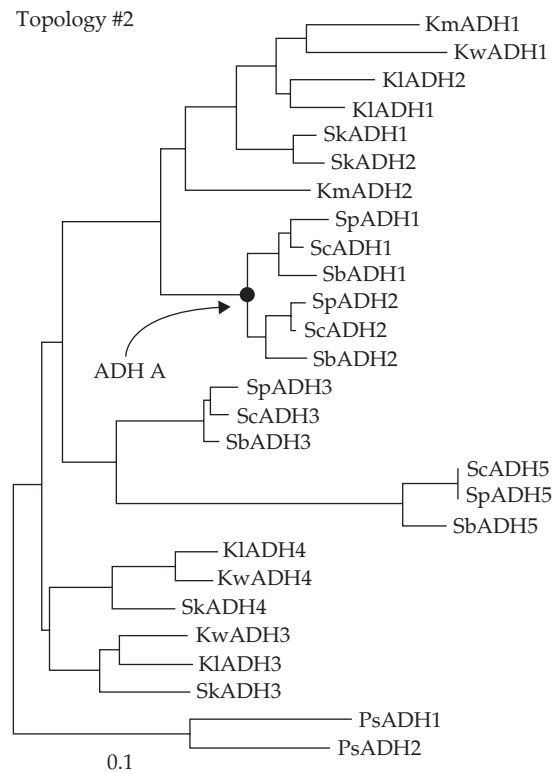 Topology #2
KmADH1
KwADH1
KlADH2
KlADH1
SkADH1
SkADH2
KmADH2
SpADH1
ScADH1
SbADH1
SpADH2
ScADH2
SbADH2
ADH A
SpADH3
ScADH3
SbADH3
ScADH5
SpADH5
SbADH5
KlADH4
KwADH4
SkADH4
KwADH3
KlADH3
SkADH3
PsADH1
PsADH2
0.1